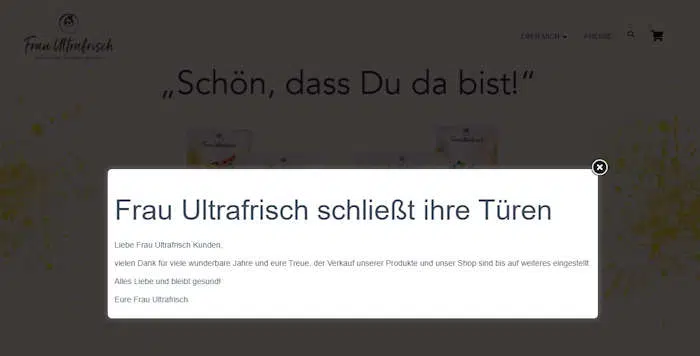 Frau Ultrafrisch
ÜBER MICH
„Schön, dass Du da bist!“
Frau Ultrafrisch schließt ihre Türen
Liebe Frau Ultrafrisch Kunden,
vielen Dank für viele wunderbare Jahre und eure Treue, der Verkauf unserer Produkte und unser Shop sind bis auf weiteres eingestellt
Alles Liebe und bleibt gesund!
Eure Frau Ultrafrisch